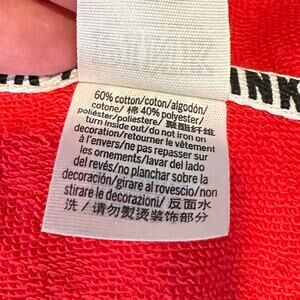 INK
60% cotton/coton/algodón/
cotone/ 棉 40% polyester/
poliéster/poliestere/ 聚酯纤维
turn inside out/do not iron on
decoration/retourner le vêtement
à l'envers/ne pas repasser sur
les ornements/lavar del lado
del revés/no planchar sobre la
decoración/girare al rovescio/non
stirare le decorazioni/ 反面水
洗 / 请勿熨烫装饰部分